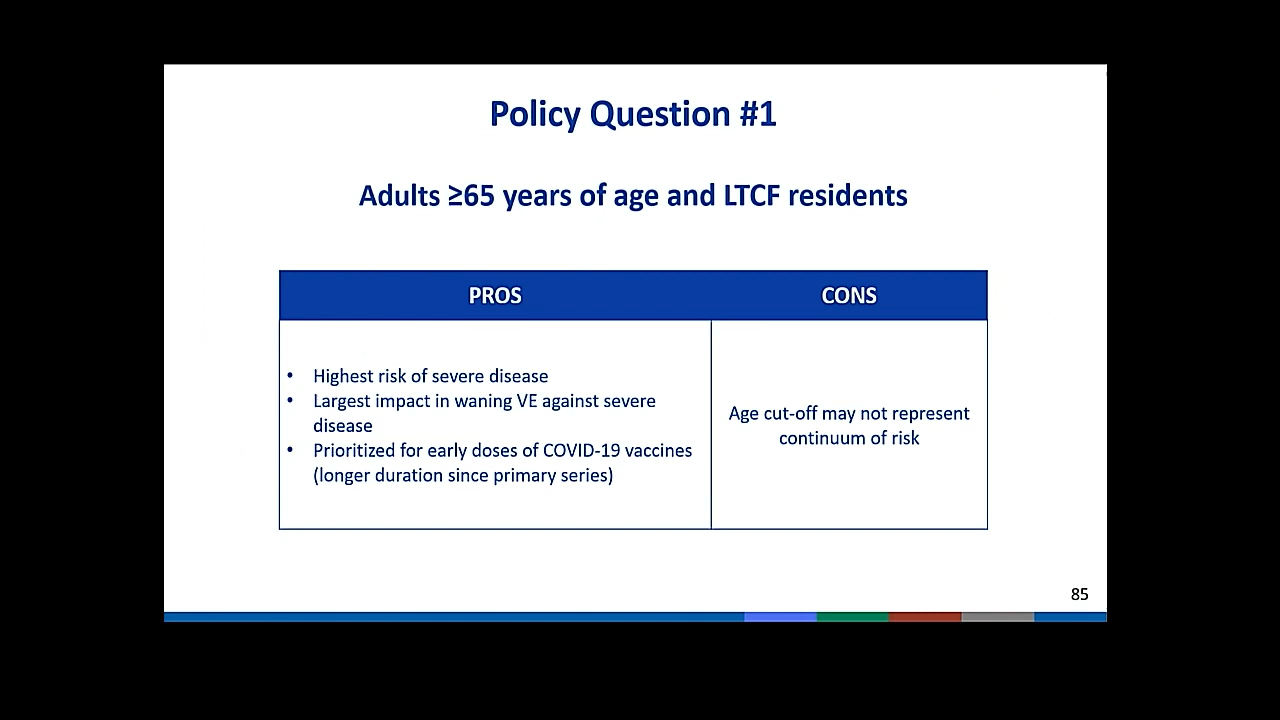 Policy Question #1
Adults ≥65 years of age and LTCF residents
PROS
CONS
• Highest risk of severe disease
• Largest impact in waning VE against severe
disease
• Prioritized for early doses of COVID-19 vaccines
(longer duration since primary series)
Age cut-off may not represent
continuum of risk
85